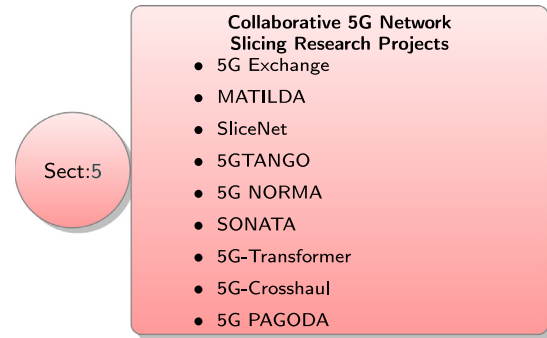 Collaborative 5G Network
Slicing Research Projects
• 5G Exchange
• MATILDA
• SliceNet
Sect:5
• 5GTANGO
• 5G NORMA
• SONATA
• 5G-Transformer
• 5G-Crosshaul
• 5G PAGODA